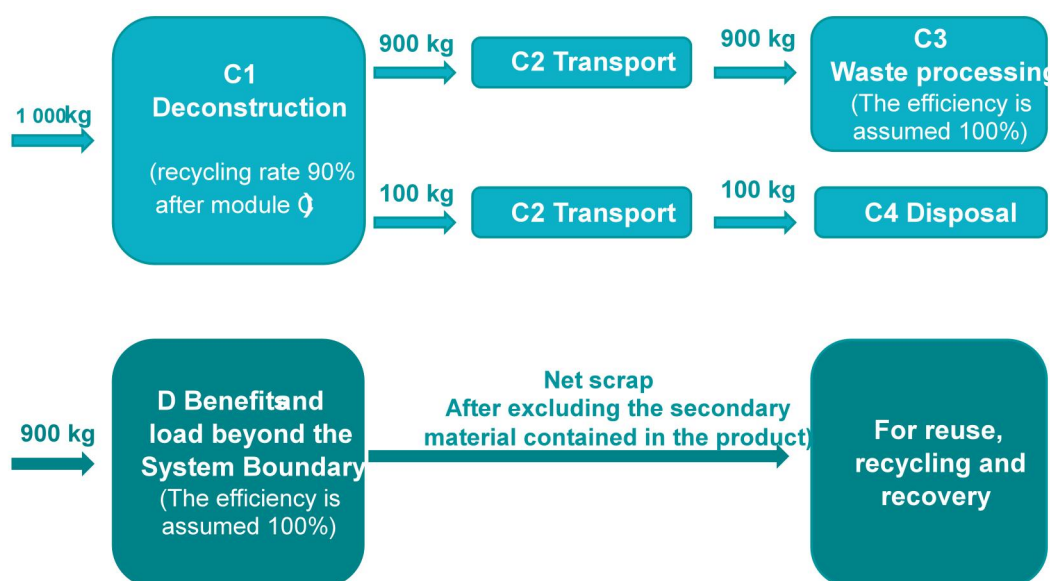 1 000kg
C1
Deconstruction
(recycling rate 90%
after module
900 kg
C2 Transport
900 kg
C3
Waste processing
(The efficiency is
assumed 100%)
100 kg
C2 Transport
100 kg
C4 Disposal
900 kg
D Benefits and
load beyond the
System Boundary
(The efficiency is
assumed 100%)
Net scrap
After excluding the secondary
material contained in the product)
For reuse,
recycling and
recovery